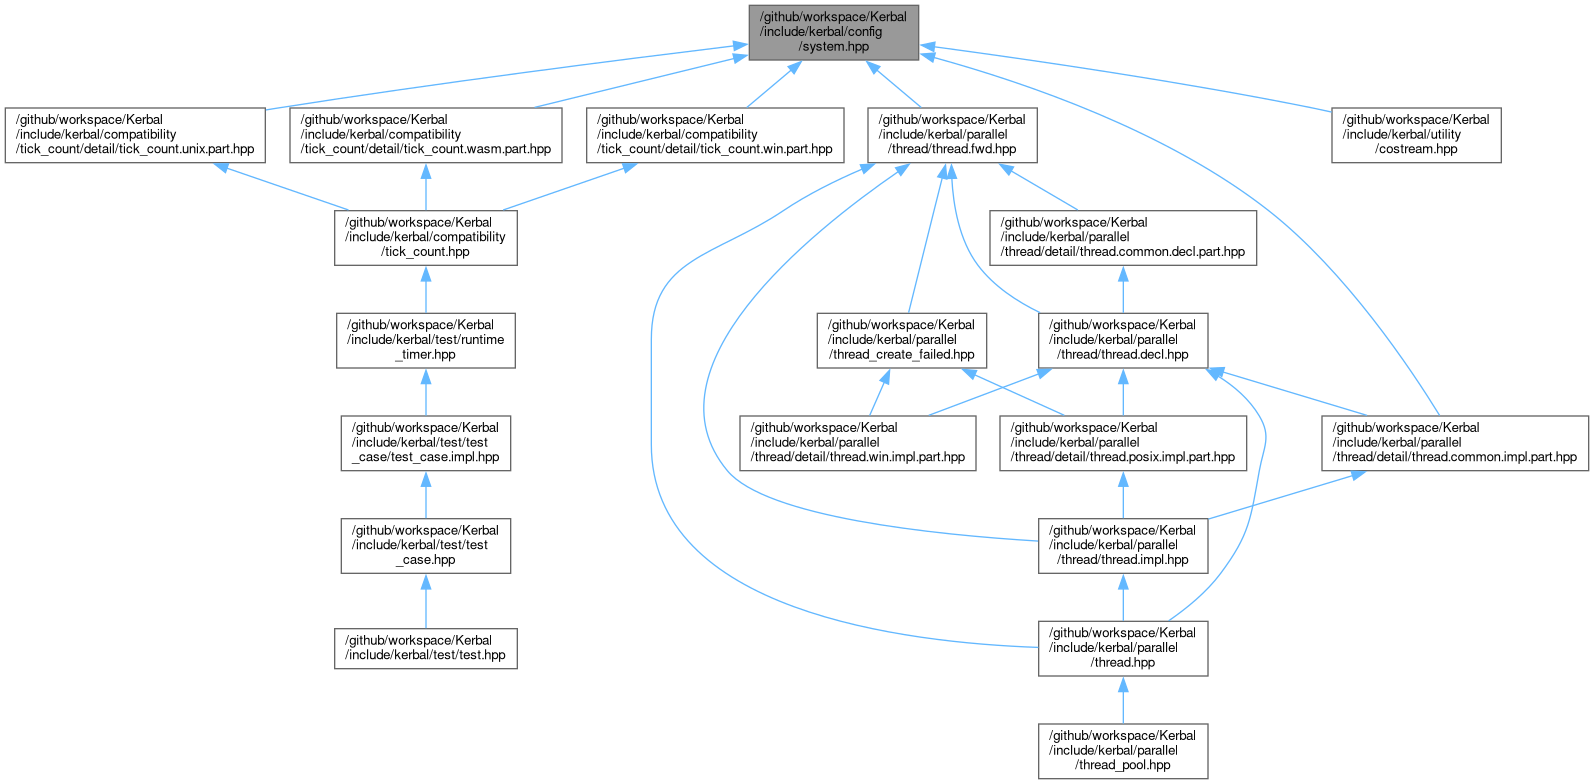 /github/workspace/Kerbal
/include/kerbal/config
/system.hpp
/github/workspace/Kerbal
/include/kerbal/compatibility
/tick_count/detail/tick_count.unix.part.hpp
/github/workspace/Kerbal
/include/kerbal/compatibility
/tick_count/detail/tick_count.wasm.part.hpp
/github/workspace/Kerbal
/include/kerbal/compatibility
/tick_count/detail/tick_count.win.part.hpp
/github/workspace/Kerbal
/include/kerbal/parallel
/thread/thread.fwd.hpp
/github/workspace/Kerbal
/include/kerbal/utility
/costream.hpp
/github/workspace/Kerbal
/include/kerbal/compatibility
/tick_count.hpp
/github/workspace/Kerbal
/include/kerbal/parallel
/thread/detail/thread.common.decl.part.hpp
/github/workspace/Kerbal
/include/kerbal/test/runtime
_timer.hpp
/github/workspace/Kerbal
/include/kerbal/parallel
/thread_create_failed.hpp
/github/workspace/Kerbal
/include/kerbal/parallel
/thread/thread.decl.hpp
/github/workspace/Kerbal
/include/kerbal/test/test
_case/test_case.impl.hpp
/github/workspace/Kerbal
/include/kerbal/parallel
/thread/detail/thread.win.impl.part.hpp
/github/workspace/Kerbal
/include/kerbal/parallel
/thread/detail/thread.posix.impl.part.hpp
/github/workspace/Kerbal
/include/kerbal/parallel
/thread/detail/thread.common.impl.part.hpp
/github/workspace/Kerbal
/include/kerbal/test/test
_case.hpp
/github/workspace/Kerbal
/include/kerbal/parallel
/thread/thread.impl.hpp
/github/workspace/Kerbal
/include/kerbal/test/test.hpp
/github/workspace/Kerbal
/include/kerbal/parallel
/thread.hpp
/github/workspace/Kerbal
/include/kerbal/parallel
/thread_pool.hpp